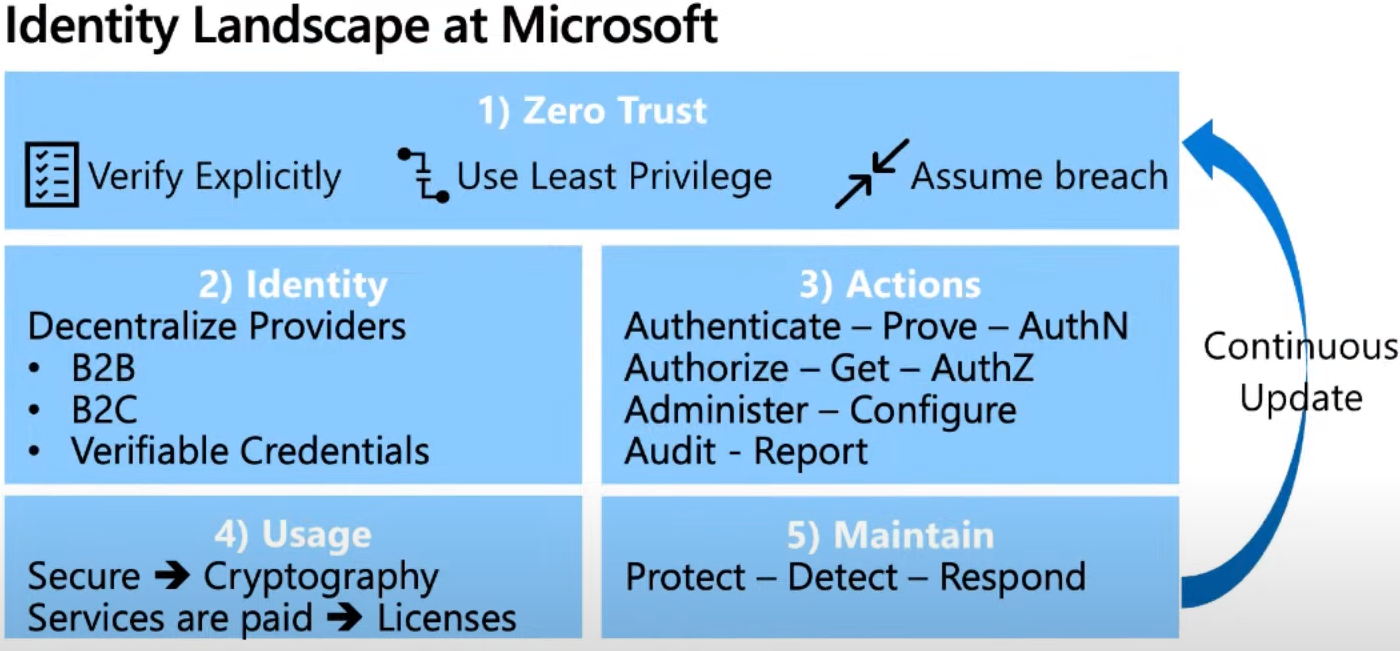 Identity Landscape at Microsoft
1) Zero Trust
Verify Explicitly
Use Least Privilege
Assume breach
2) Identity
Decentralize Providers
• B2B
• B2C
• Verifiable Credentials
3) Actions
Authenticate – Prove – AuthN
Authorize – Get – AuthZ
Administer – Configure
Audit - Report
4) Usage
Secure ➔ Cryptography
Services are paid ➔ Licenses
5) Maintain
Protect – Detect – Respond
Continuous
Update